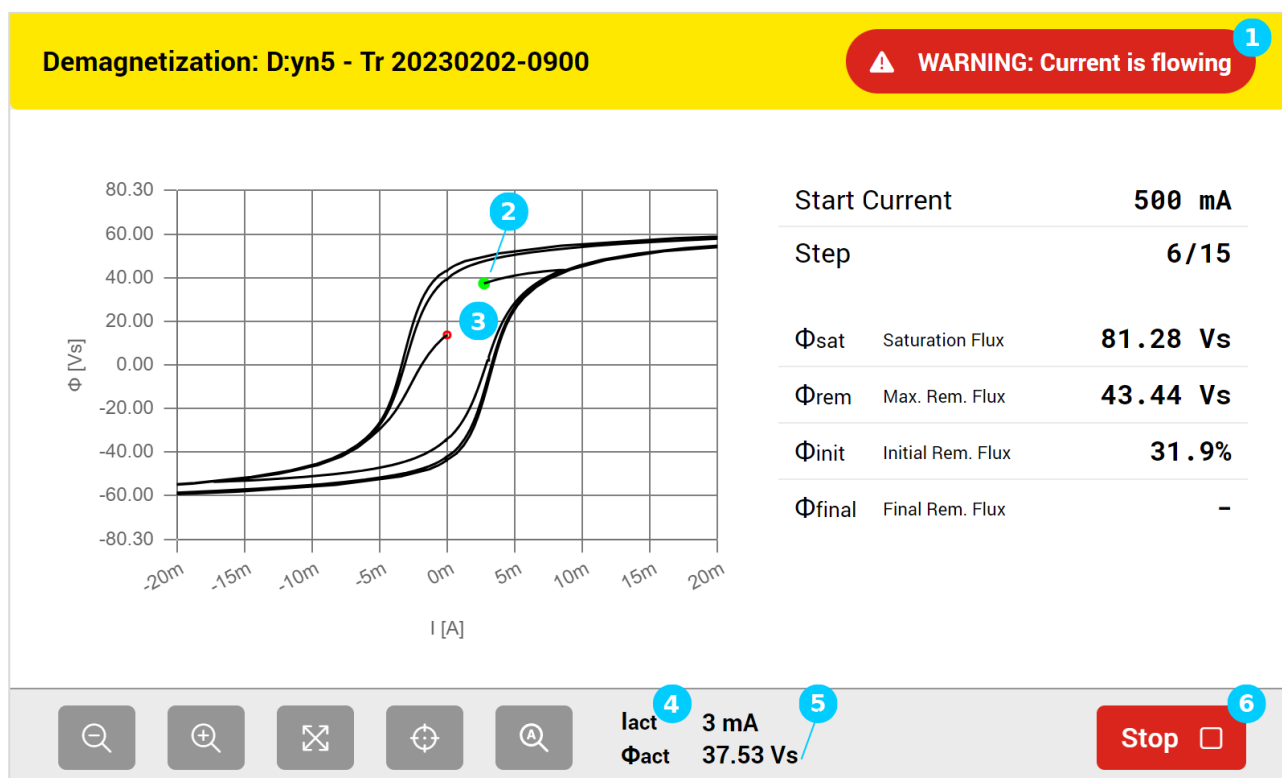 Demagnetization: D:yn5 - Tr 20230202-0900
WARNING: Current is flowing
1
80.30
60.00
40.00
20.00
0.00
-20.00
-40.00
-60.00
-80.30
Φ [Vs]
-20m -15m -10m -5m 0m 5m 10m 15m 20m
I [A]
2
3
Start Current 500 mA
Step 6/15
Φsat Saturation Flux 81.28 Vs
Φrem Max. Rem. Flux 43.44 Vs
Φinit Initial Rem. Flux 31.9%
Φfinal Final Rem. Flux -
A
4
5
Iact 3 mA
Φact 37.53 Vs
Stop
6